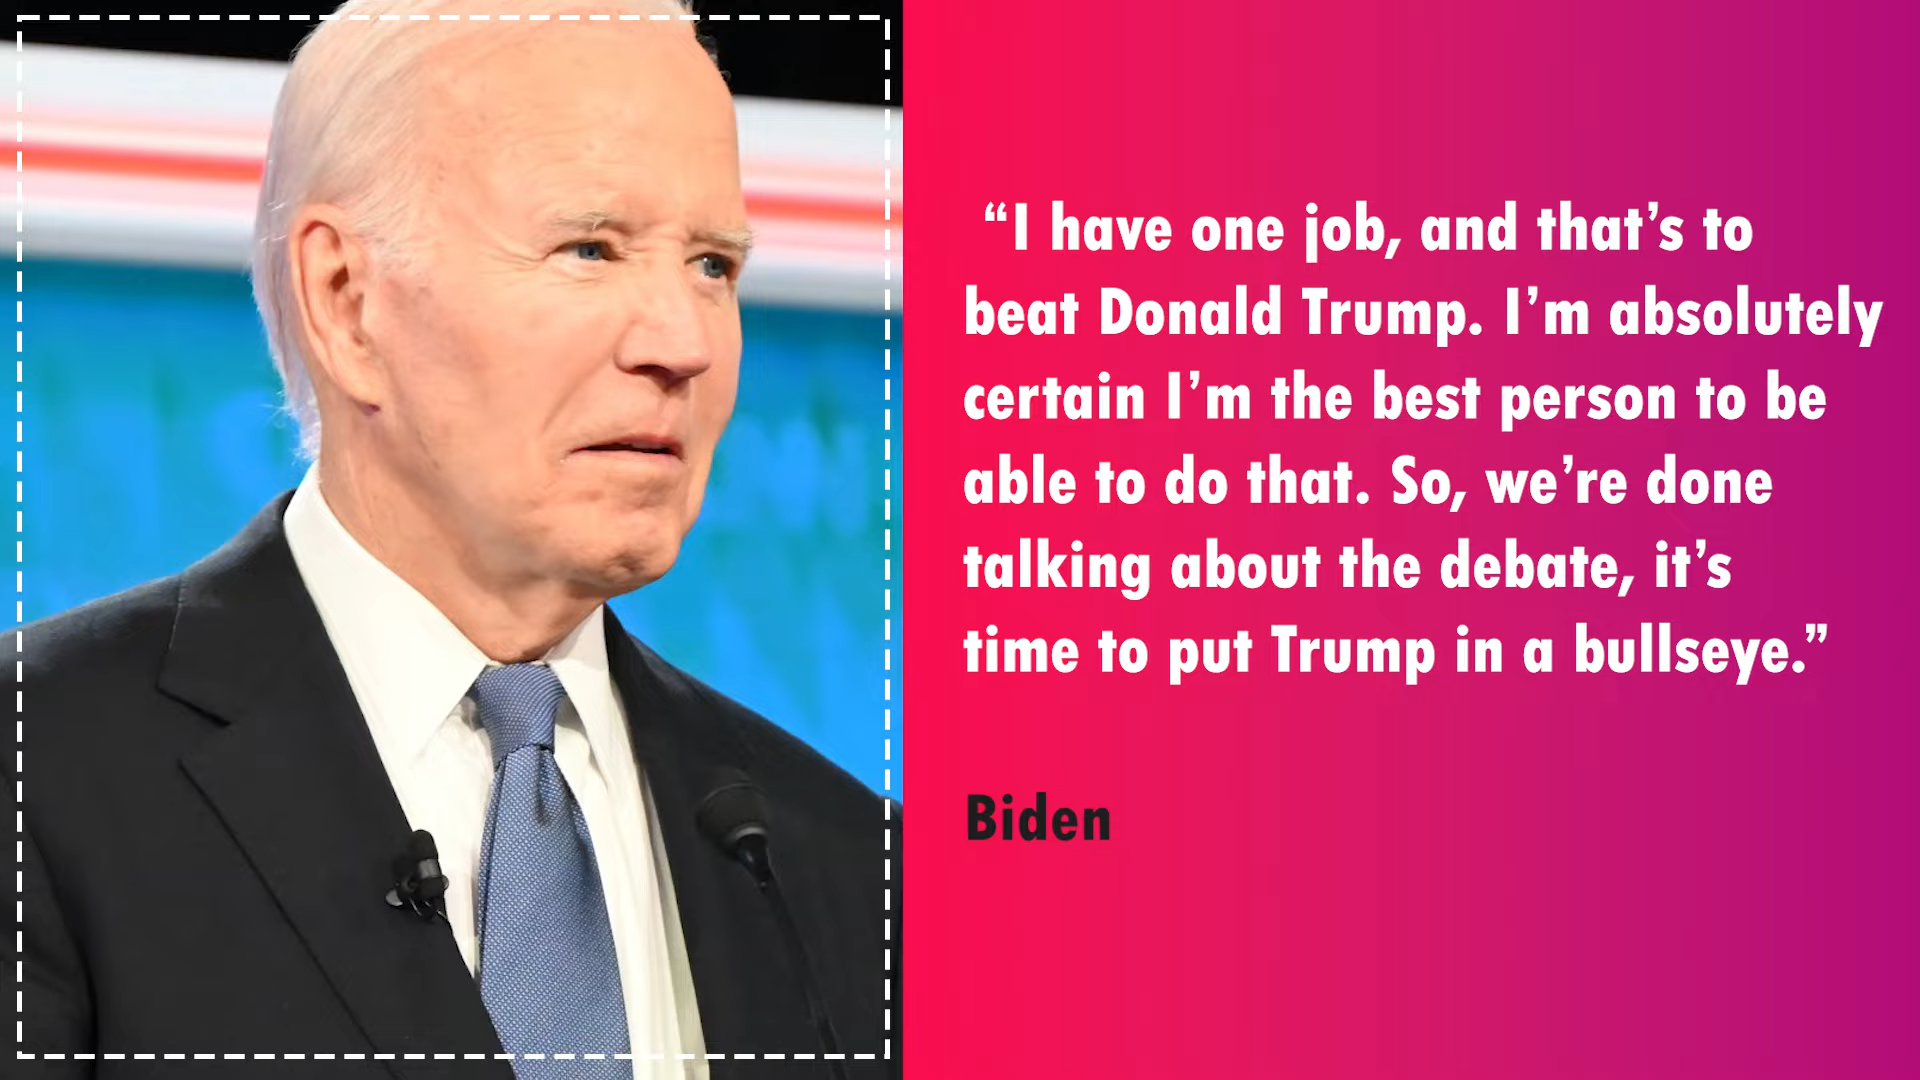 “I have one job, and that’s to
beat Donald Trump. I’m absolutely
certain I’m the best person to be
able to do that. So, we’re done
talking about the debate, it’s
time to put Trump in a bullseye.”
Biden